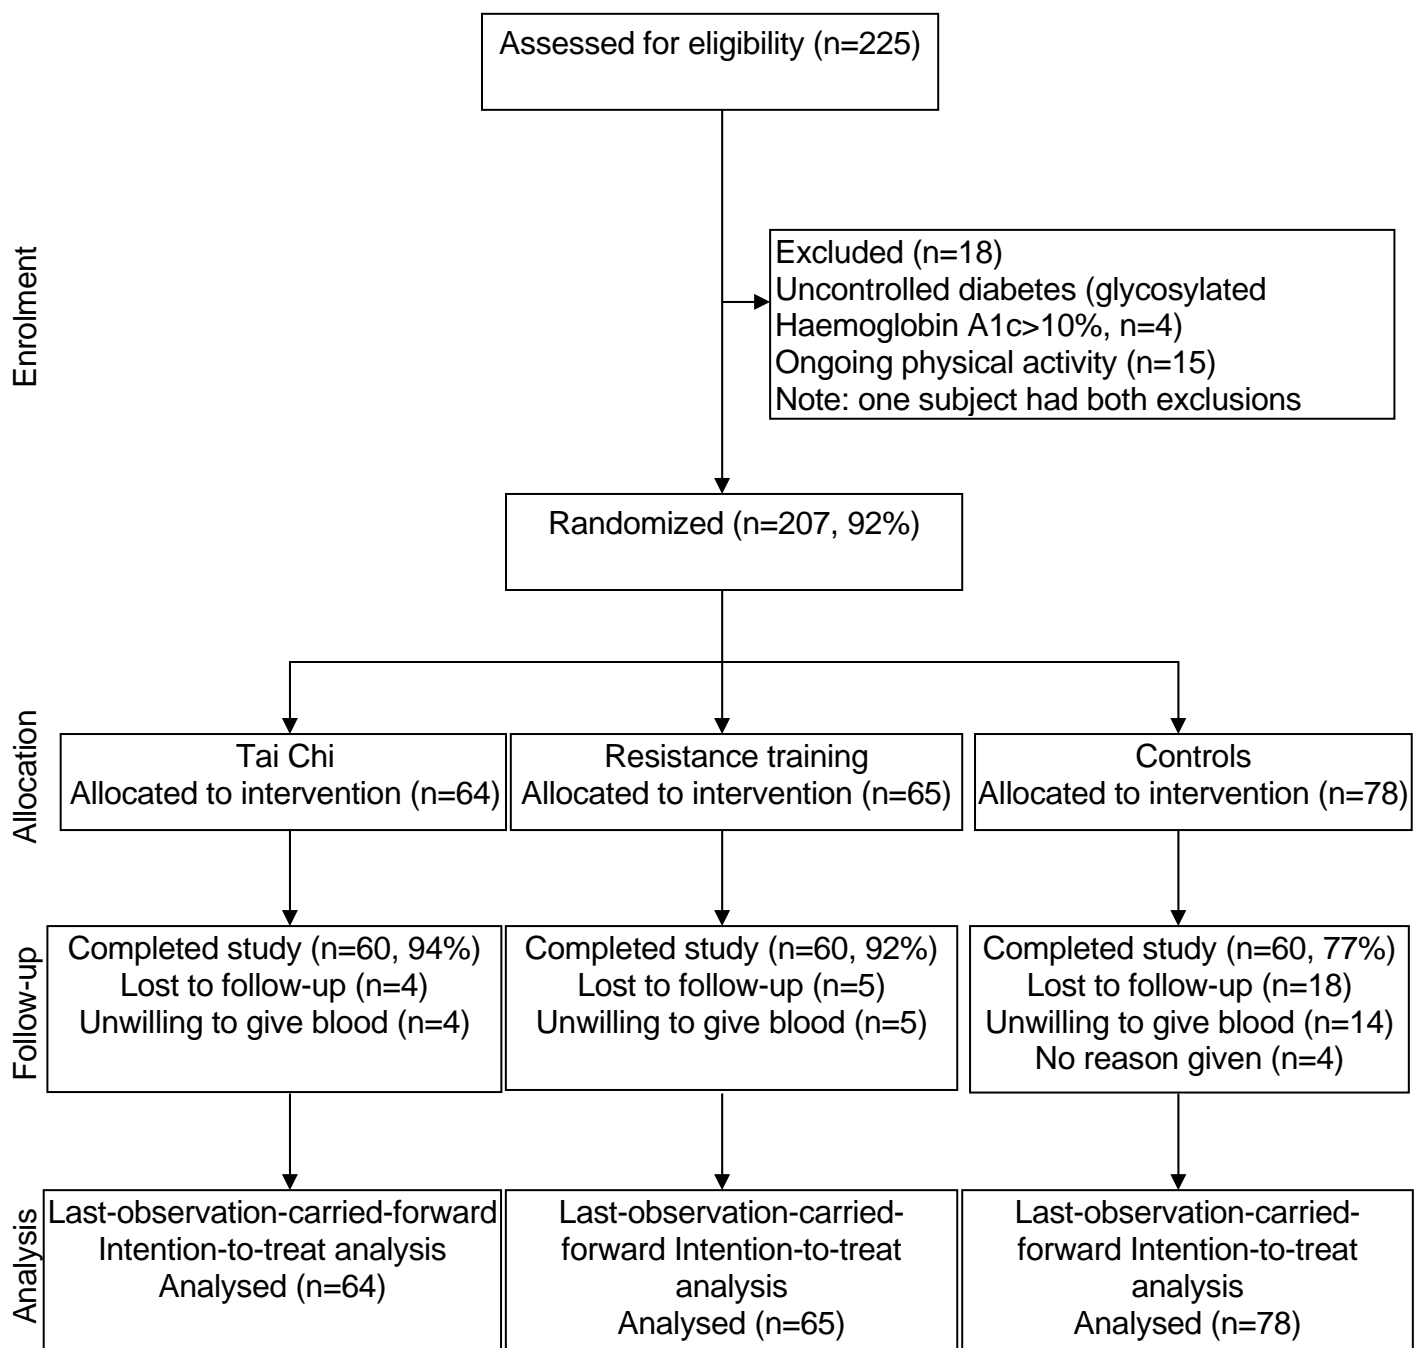 Assessed for eligibility (n=225)
Enrolment
Excluded (n=18)
Uncontrolled diabetes (glycosylated
Haemoglobin A1c>10%, n=4)
Ongoing physical activity (n=15)
Note: one subject had both exclusions
Randomized (n=207, 92%)
Allocation
Tai Chi
Allocated to intervention (n=64)
Resistance training
Allocated to intervention (n=65)
Controls
Allocated to intervention (n=78)
Follow-up
Completed study (n=60, 94%)
Lost to follow-up (n=4)
Unwilling to give blood (n=4)
Completed study (n=60, 92%)
Lost to follow-up (n=5)
Unwilling to give blood (n=5)
Completed study (n=60, 77%)
Lost to follow-up (n=18)
Unwilling to give blood (n=14)
No reason given (n=4)
Analysis
Last-observation-carried-forward
Intention-to-treat analysis
Analysed (n=64)
Last-observation-carried-
forward Intention-to-treat
analysis
Analysed (n=65)
Last-observation-carried-
forward Intention-to-treat
analysis
Analysed (n=78)